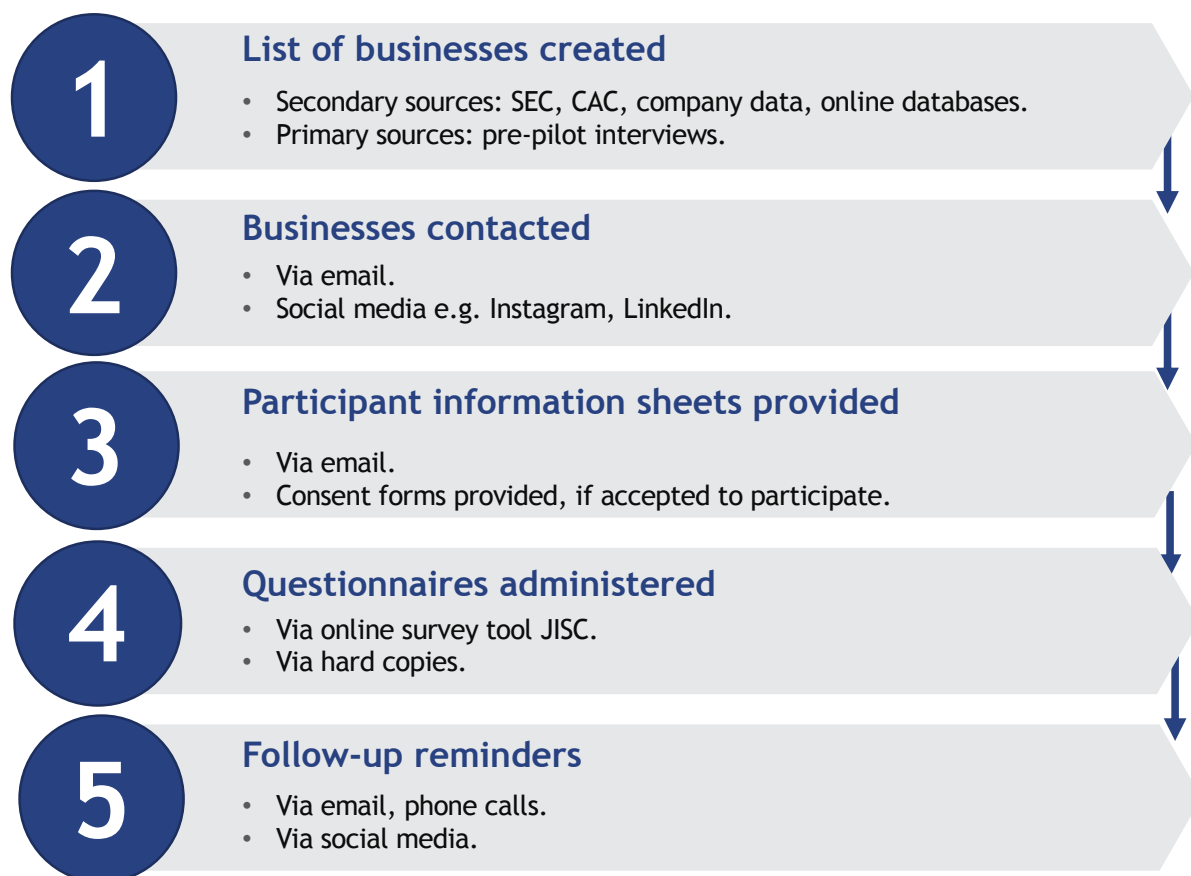 1
List of businesses created
• Secondary sources: SEC, CAC, company data, online databases.
• Primary sources: pre-pilot interviews.
2
Businesses contacted
• Via email.
• Social media e.g. Instagram, LinkedIn.
3
Participant information sheets provided
• Via email.
• Consent forms provided, if accepted to participate.
4
Questionnaires administered
• Via online survey tool JISC.
• Via hard copies.
5
Follow-up reminders
• Via email, phone calls.
• Via social media.